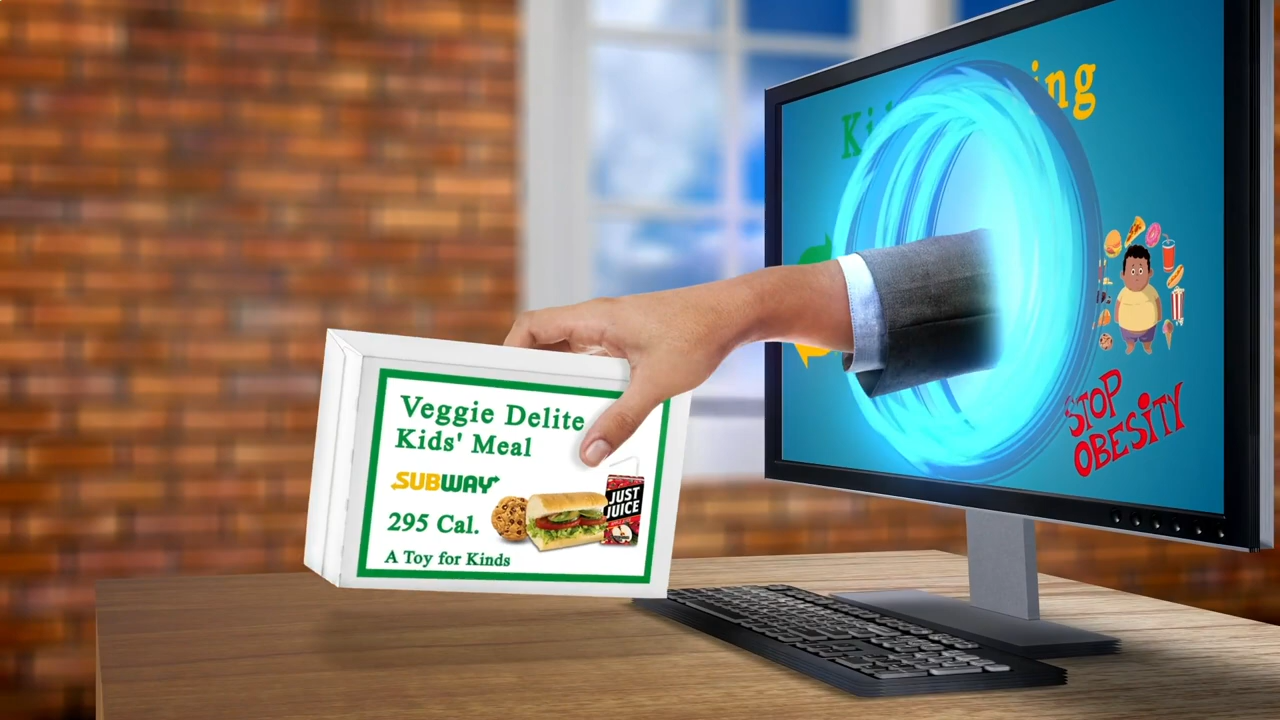 Veggie Delite
Kids' Meal
SUBWAY
295 Cal.
A Toy for Kinds
JUST
JUICE
STOP
OBESITY